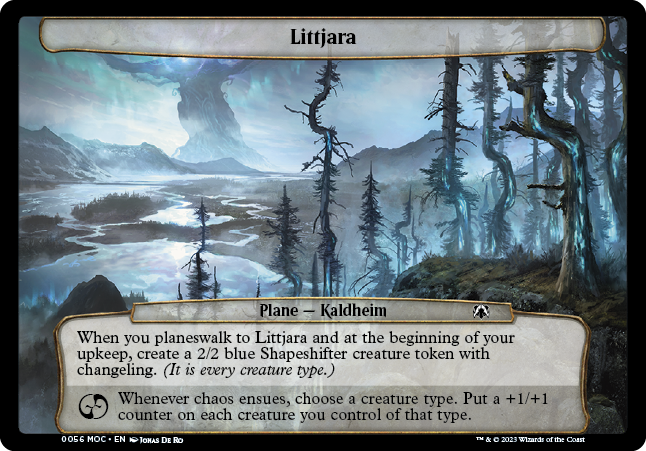 Littjara
Plane — Kaldheim
When you planeswalk to Littjara and at the beginning of your
upkeep, create a 2/2 blue Shapeshifter creature token with
changeling. (It is every creature type.)
Whenever chaos ensues, choose a creature type. Put a +1/+1
counter on each creature you control of that type.
0056 MOC • EN Jonas De Ro
™ & © 2023 Wizards of the Coast